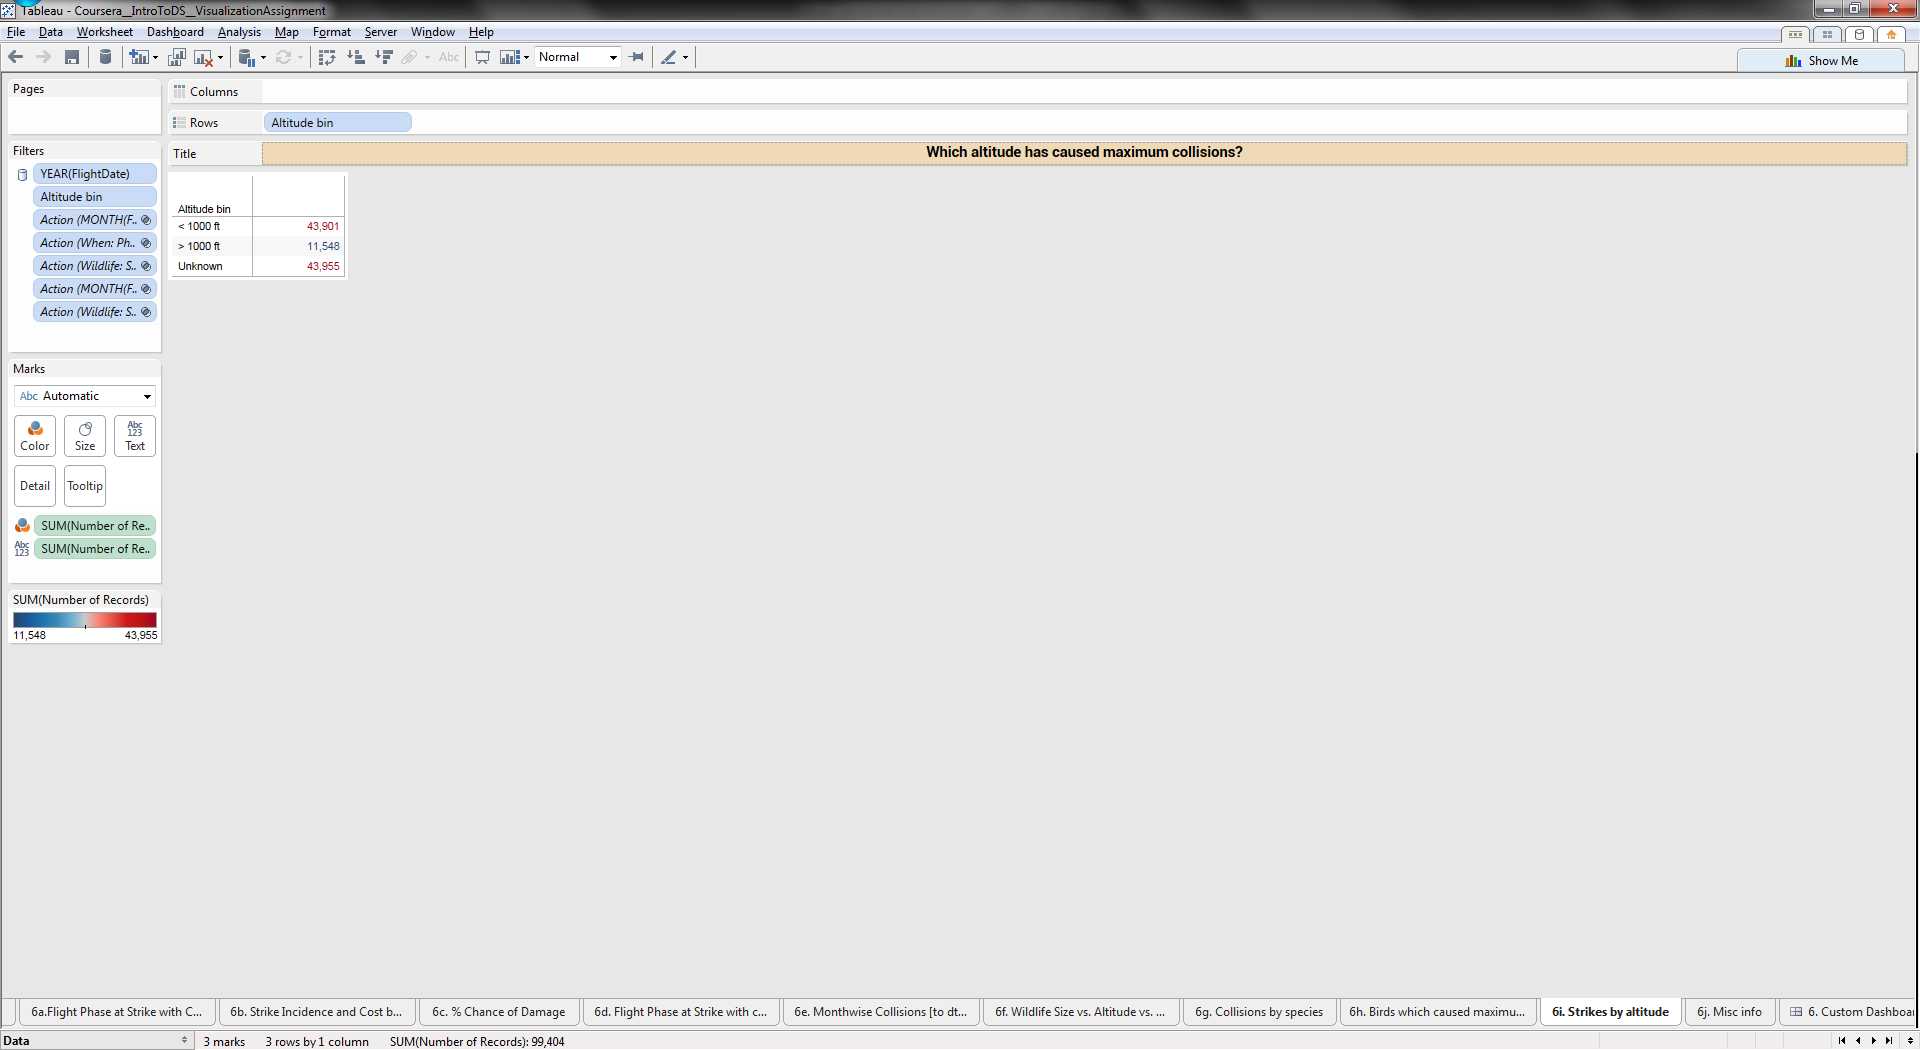 Tableau - Coursera__IntroToDS__VisualizationAssignment
File Data Worksheet Dashboard Analysis Map Format Server Window Help
Abc Normal
Show Me
Pages
Columns
Rows Altitude bin
Title Which altitude has caused maximum collisions?
Filters
YEAR(FlightDate)
Altitude bin
Action (MONTH(F..
Action (When: Ph..
Action (Wildlife: S..
Action (MONTH(F..
Action (Wildlife: S..
Altitude bin
< 1000 ft 43,901
> 1000 ft 11,548
Unknown 43,955
Marks
Abc Automatic
Color
Size
Abc
123
Text
Detail
Tooltip
SUM(Number of Re..
Abc
123
SUM(Number of Re..
SUM(Number of Records)
11,548 43,955
6a.Flight Phase at Strike with C... 6b. Strike Incidence and Cost b... 6c. % Chance of Damage 6d. Flight Phase at Strike with c... 6e. Monthwise Collisions [to dt... 6f. Wildlife Size vs. Altitude vs. ... 6g. Collisions by species 6h. Birds which caused maximu... 6i. Strikes by altitude 6j. Misc info 6. Custom Dashboa
Data 3 marks 3 rows by 1 column SUM(Number of Records): 99,404